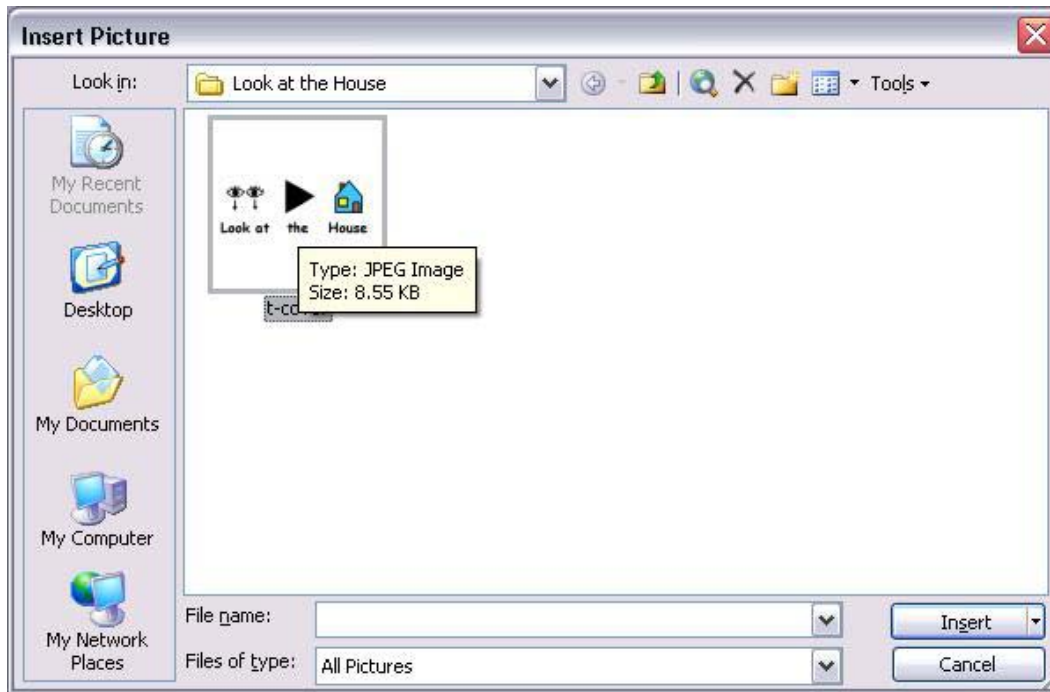 Insert Picture
Look in:
Look at the House
Tools
My Recent
Documents
Desktop
My Documents
My Computer
My Network
Places
Look at the House
Type: JPEG Image
Size: 8.55 KB
File name:
Insert
Files of type:
All Pictures
Cancel